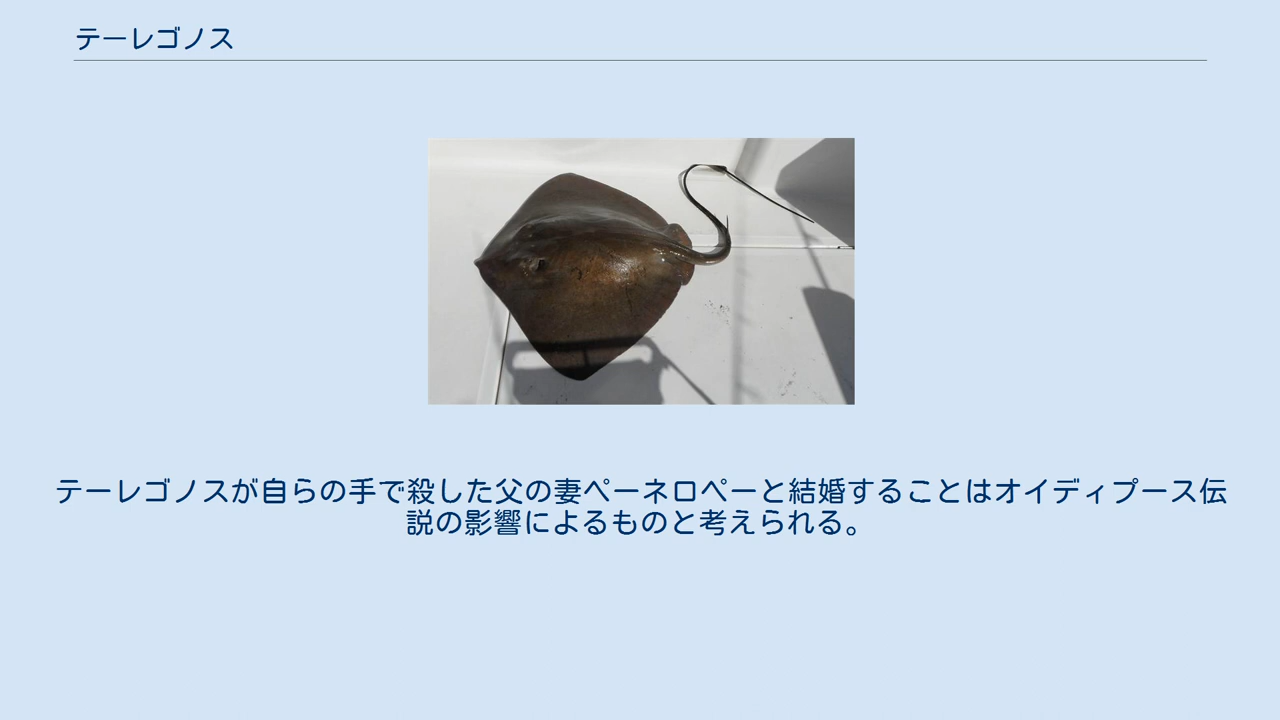 テーレゴノス
テーレゴノスが自らの手で殺した父の妻ペーネロペーと結婚することはオイディプース伝
説の影響によるものと考えられる。